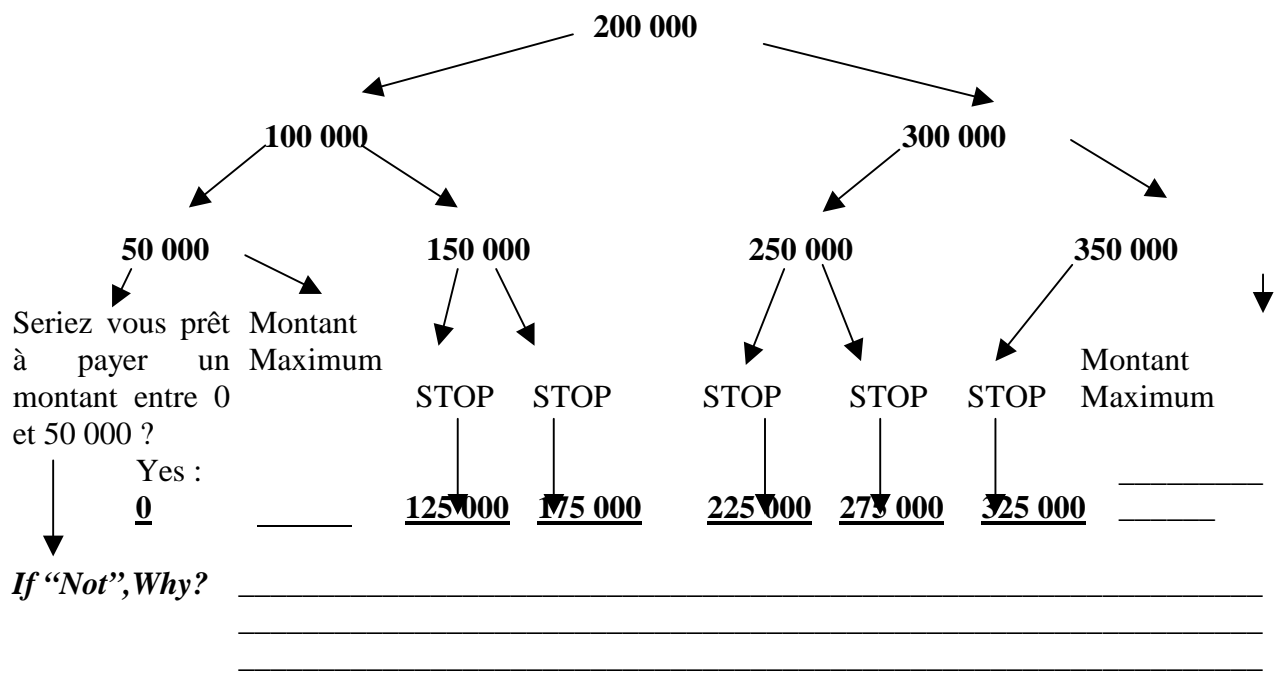 200 000
100 000 300 000
50 000 150 000 250 000 350 000
Seriez vous prêt
à payer un
montant entre 0
et 50 000 ?
Montant
Maximum
STOP STOP STOP STOP STOP
Montant
Maximum
Yes :
0 125 000 175 000 225 000 275 000 325 000
If “Not”,Why?